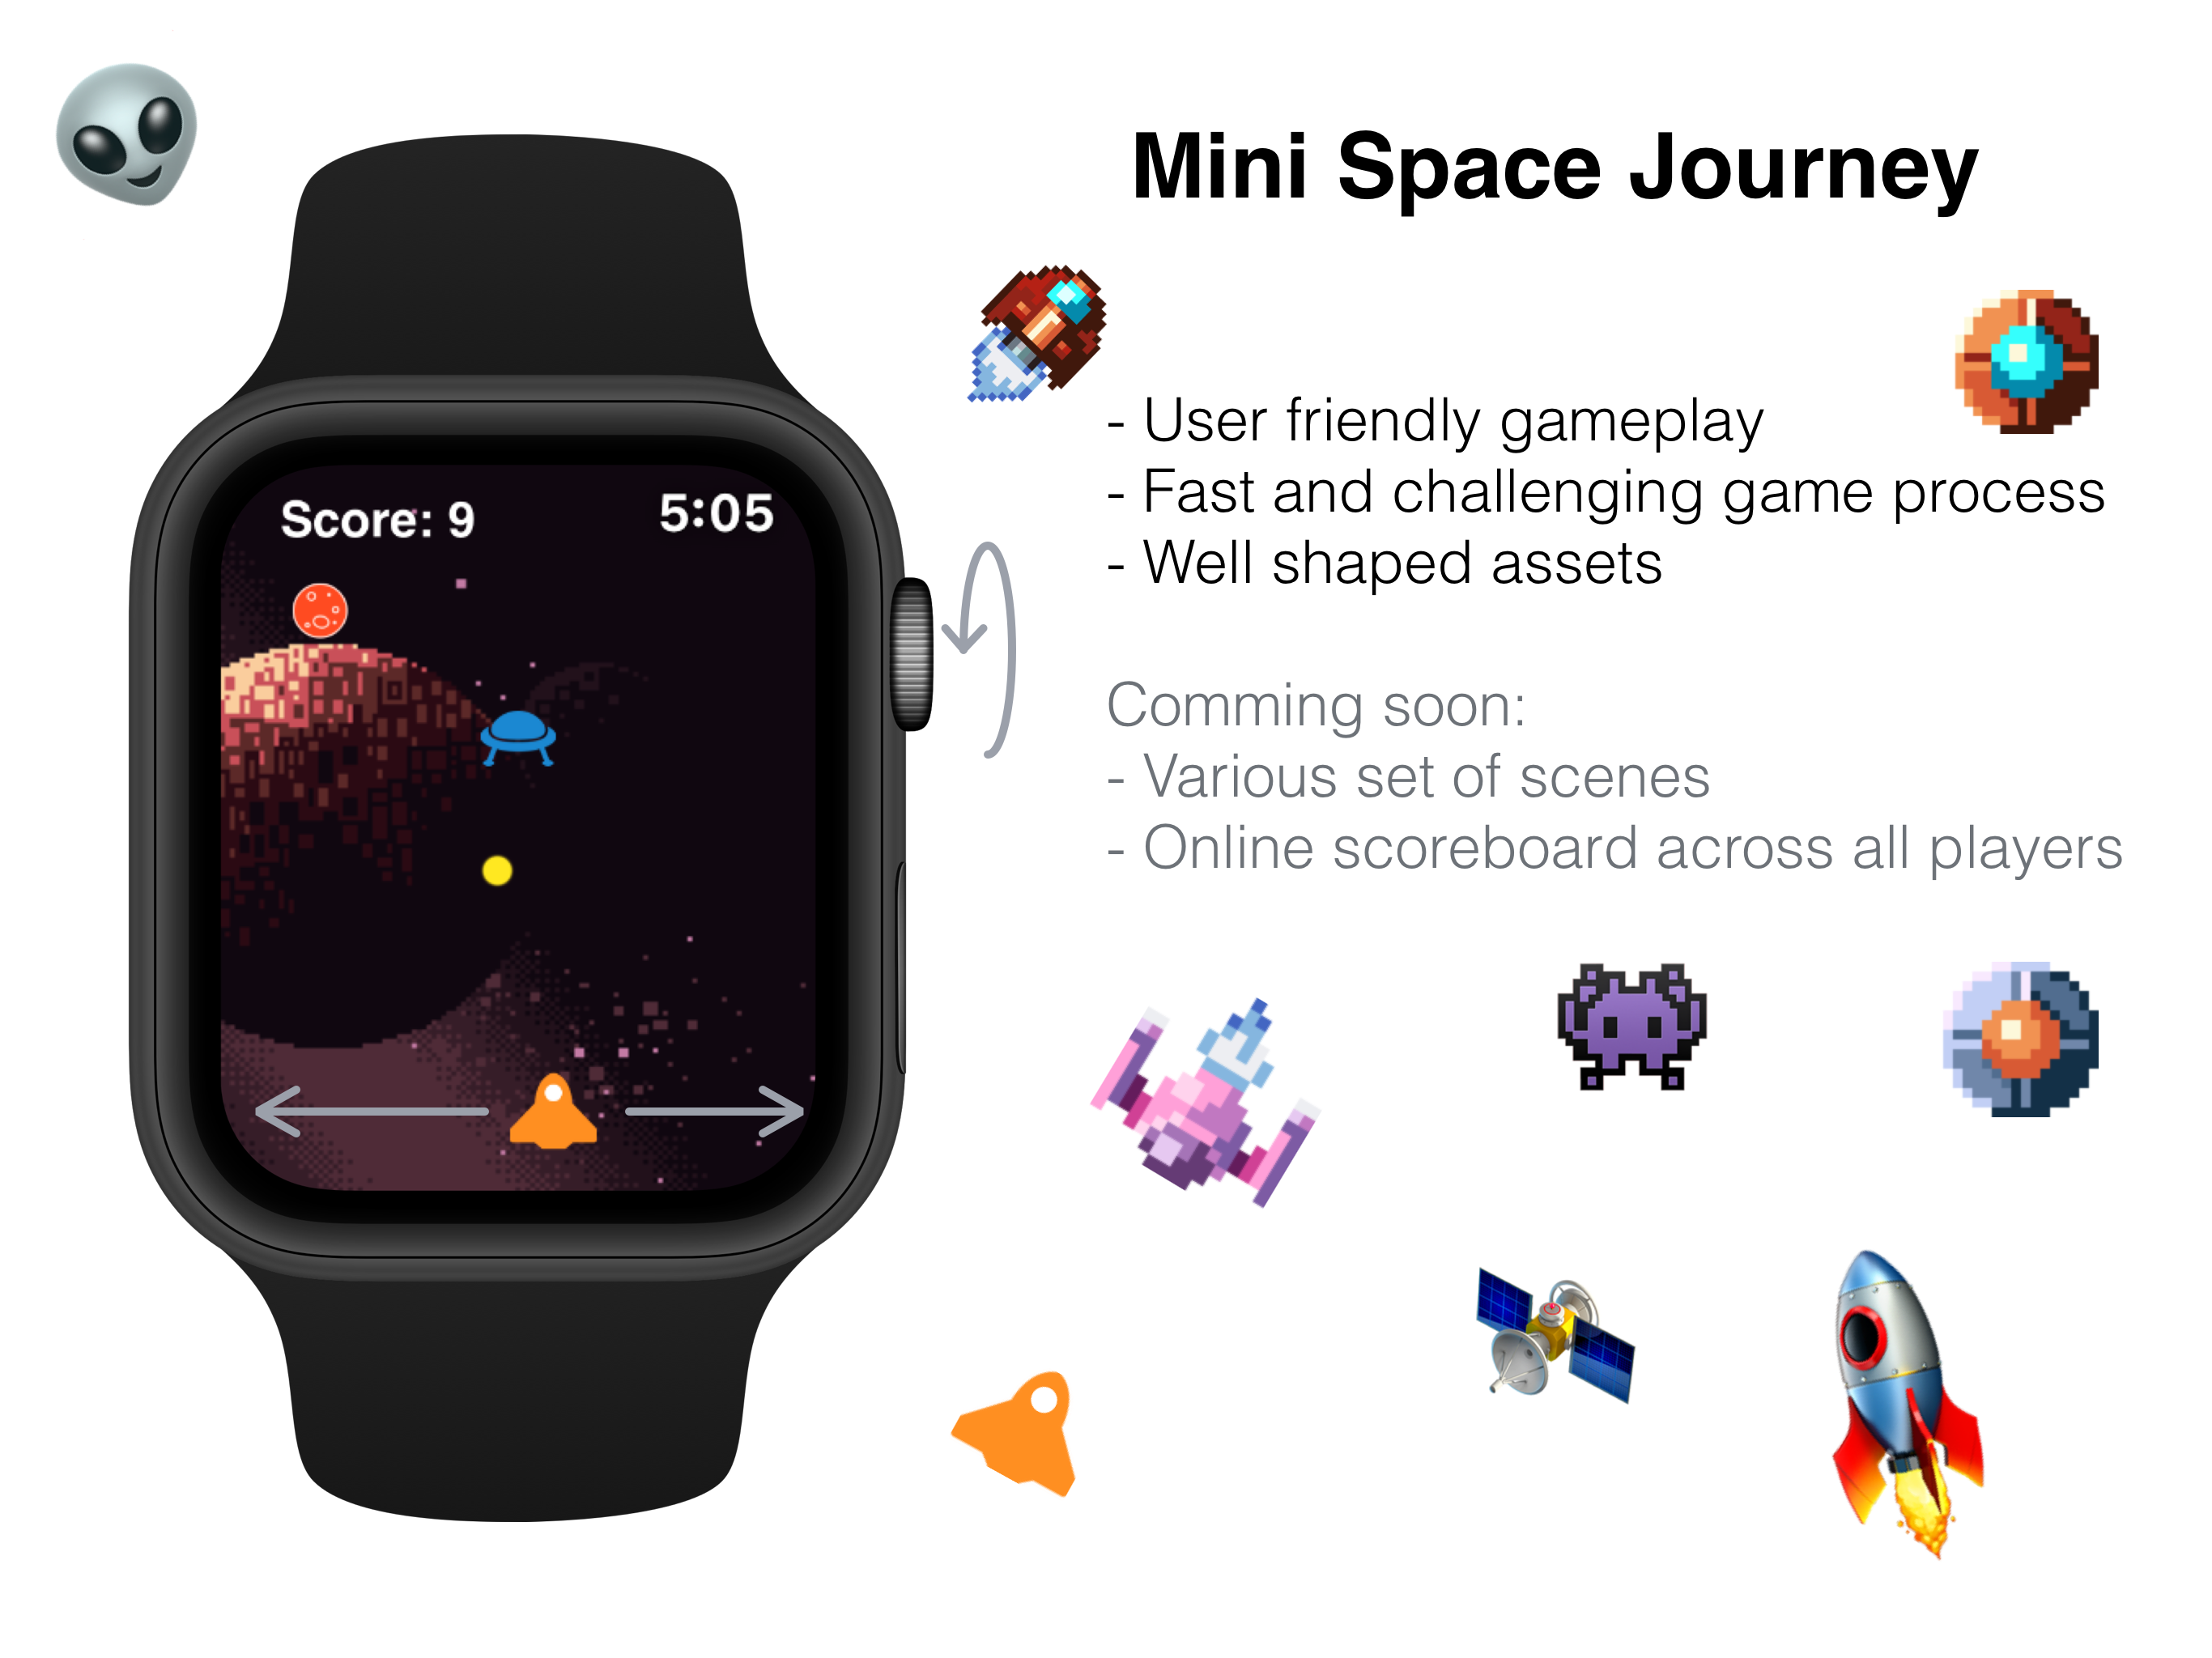 Mini Space Journey
Score: 9
5:05
- User friendly gameplay
- Fast and challenging game process
- Well shaped assets
Comming soon:
- Various set of scenes
- Online scoreboard across all players